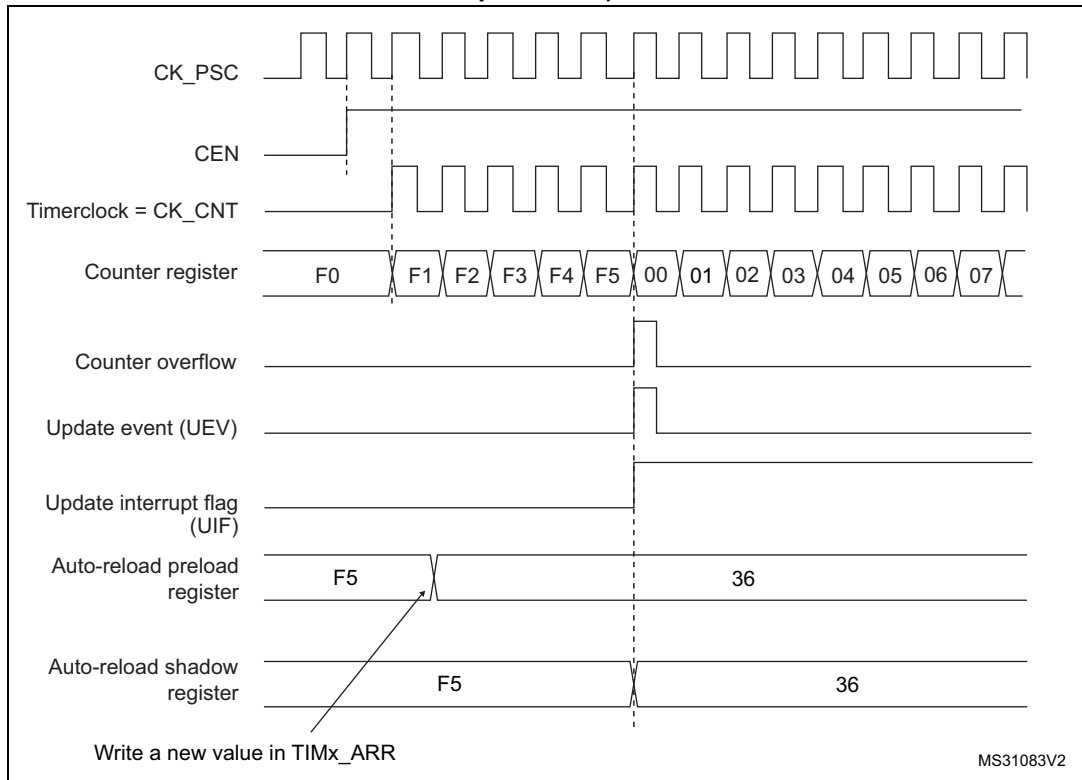 CK_PSC
CEN
Timerclock = CK_CNT
Counter register
F0 F1 F2 F3 F4 F5 00 01 02 03 04 05 06 07
Counter overflow
Update event (UEV)
Update interrupt flag
(UIF)
Auto-reload preload
register
F5 36
Auto-reload shadow
register
F5 36
Write a new value in TIMx_ARR
MS31083V2